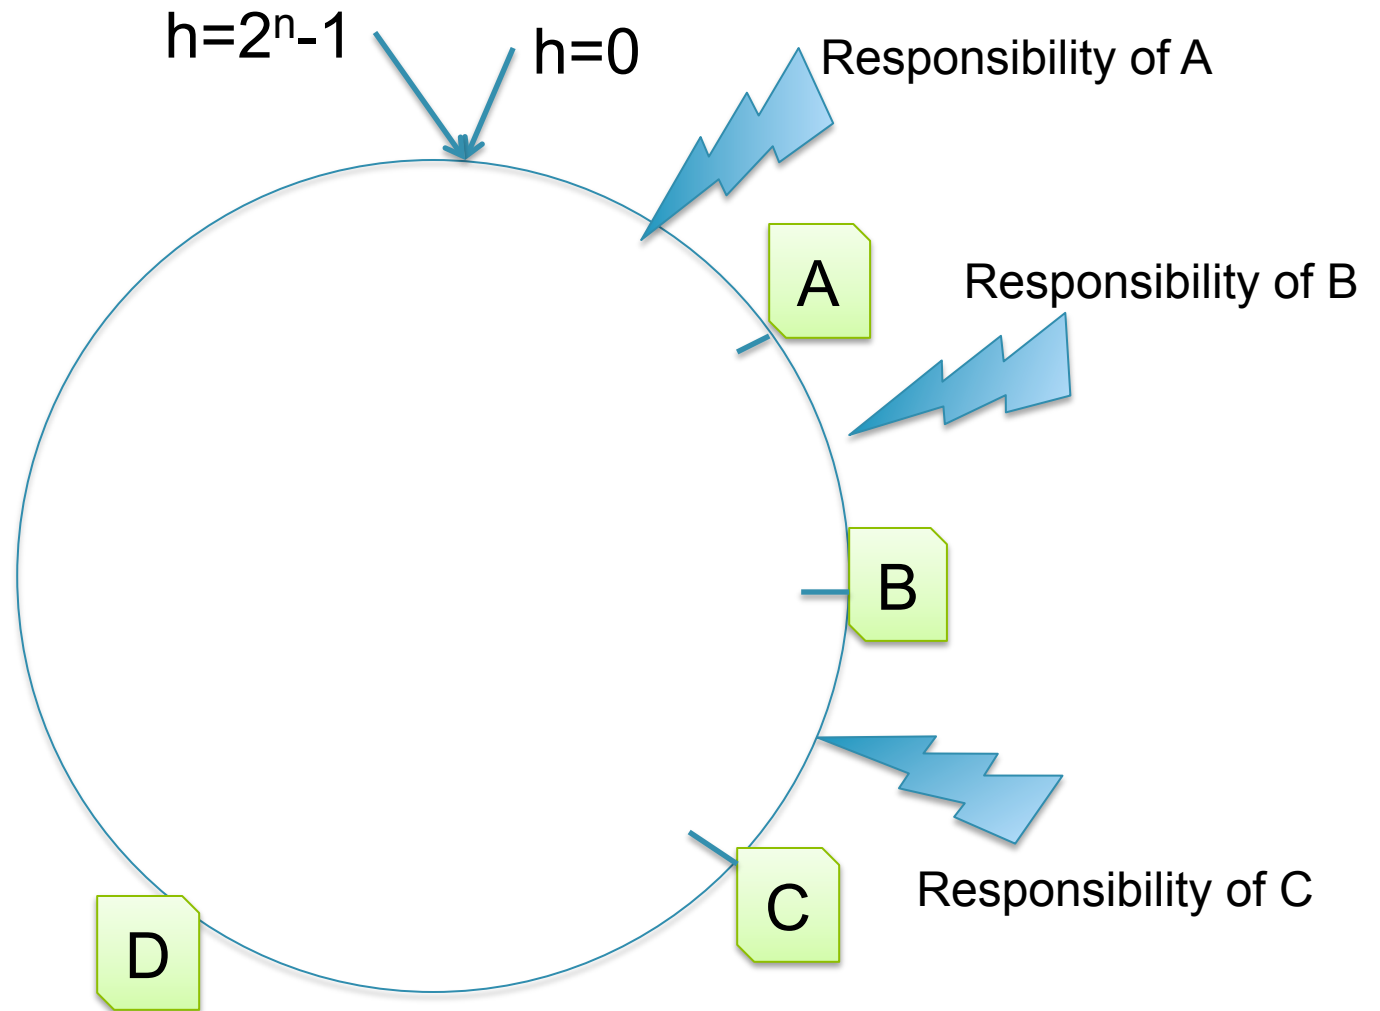 h=2ⁿ-1
h=0
Responsibility of A
A
Responsibility of B
B
C
Responsibility of C
D